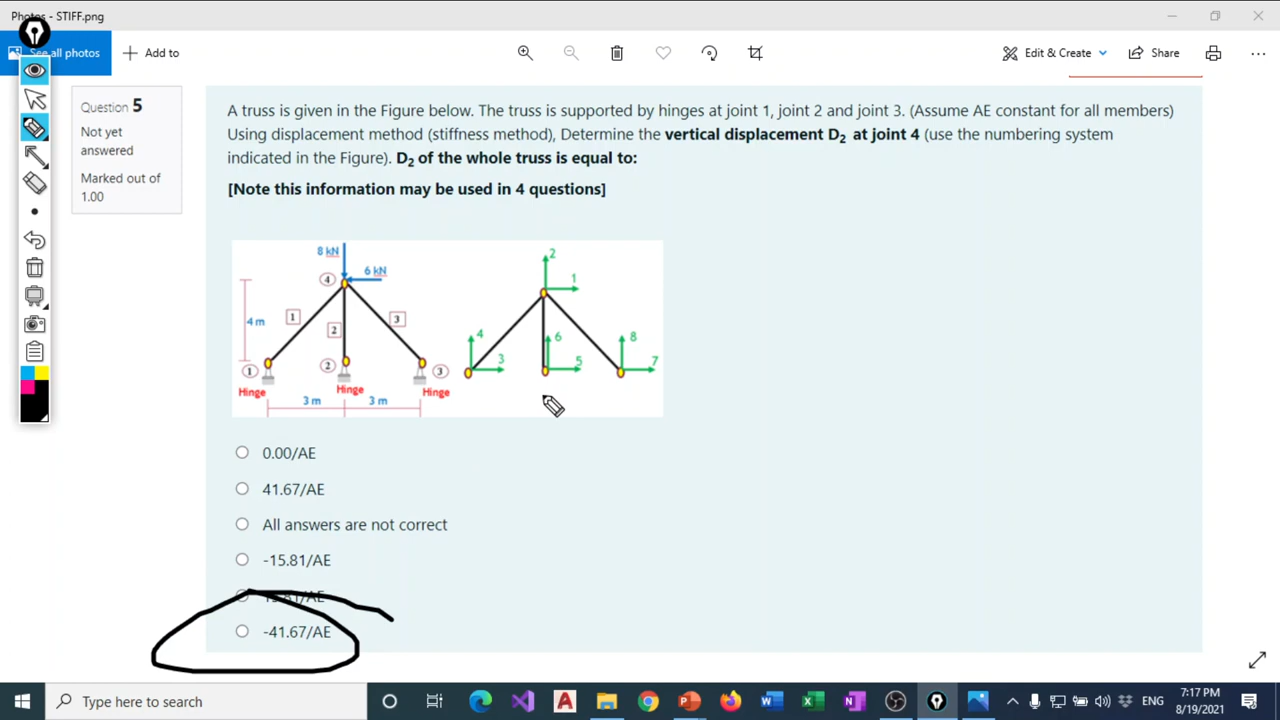 Photos - STIFF.png
See all photos
Add to
Edit & Create
Share
Question 5
Not yet
answered
Marked out of
1.00
A truss is given in the Figure below. The truss is supported by hinges at joint 1, joint 2 and joint 3. (Assume AE constant for all members)
Using displacement method (stiffness method), Determine the vertical displacement D2 at joint 4 (use the numbering system
indicated in the Figure). D2 of the whole truss is equal to:
[Note this information may be used in 4 questions]
8 kN
6 kN
4
4 m
1
2
3
1
2
3
Hinge
Hinge
Hinge
3 m
3 m
2
1
4
3
6
5
8
7
0.00/AE
41.67/AE
All answers are not correct
-15.81/AE
15.81/AE
-41.67/AE
Type here to search
ENG
7:17 PM
8/19/2021